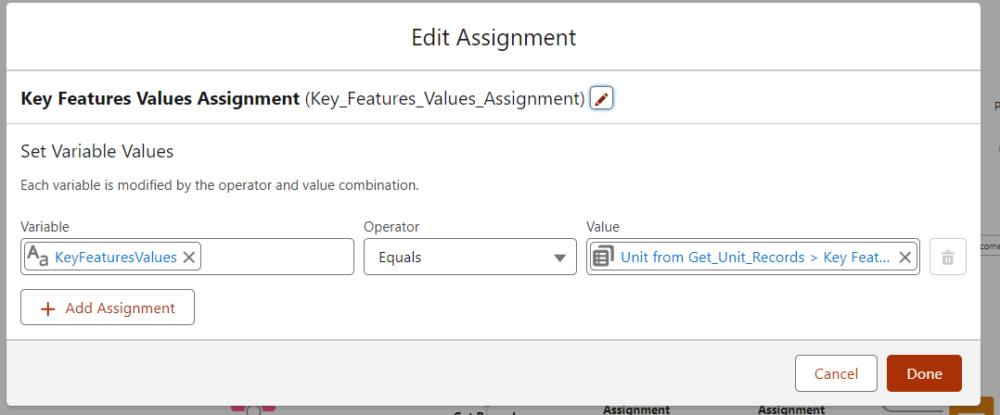 Edit Assignment
Key Features Values Assignment (Key_Features_Values_Assignment)
Set Variable Values
Each variable is modified by the operator and value combination.
Variable Operator Value
Aa KeyFeaturesValues Equals Unit from Get_Unit_Records > Key Feat...
+ Add Assignment
Cancel Done
Assignment Assignment